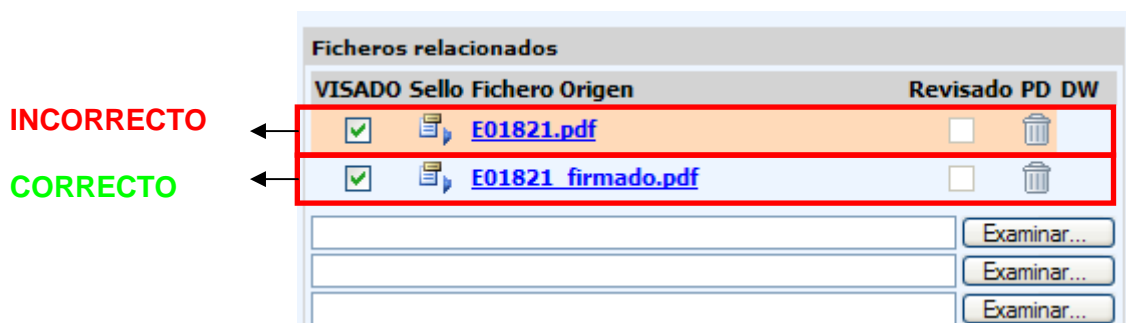 Ficheros relacionados
VISADO Sello Fichero Origen Revisado PD DW
INCORRECTO E01821.pdf
CORRECTO E01821_firmado.pdf
Examinar...
Examinar...
Examinar...